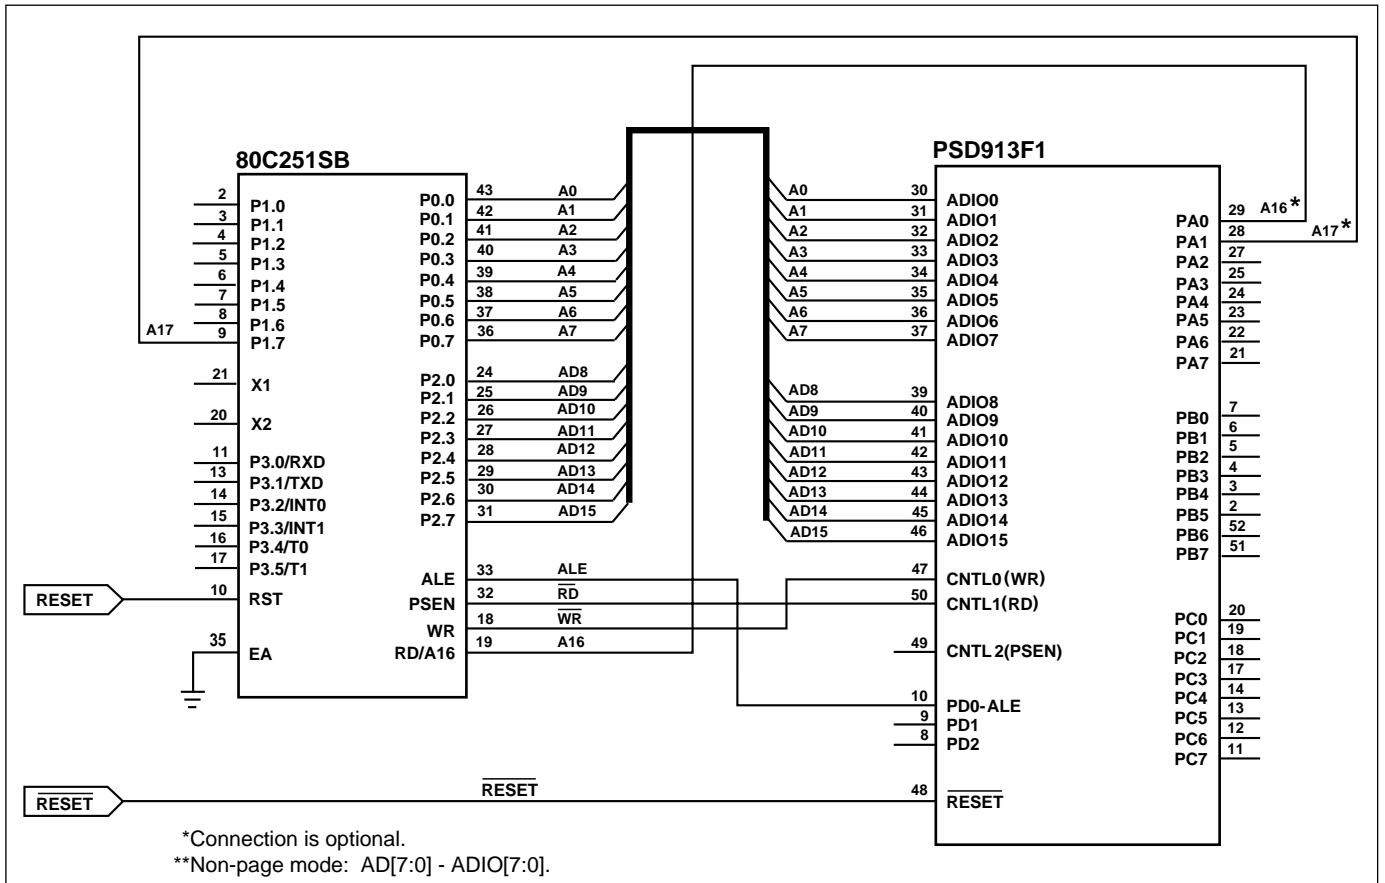 80C251SB
PSD913F1
2 P1.0
3 P1.1
4 P1.2
5 P1.3
6 P1.4
7 P1.5
8 P1.6
A17 9 P1.7
21 X1
20 X2
11 P3.0/RXD
13 P3.1/TXD
14 P3.2/INT0
15 P3.3/INT1
16 P3.4/T0
17 P3.5/T1
RESET 10 RST
35 EA
P0.0 43 A0
P0.1 42 A1
P0.2 41 A2
P0.3 40 A3
P0.4 39 A4
P0.5 38 A5
P0.6 37 A6
P0.7 36 A7
P2.0 24 AD8
P2.1 25 AD9
P2.2 26 AD10
P2.3 27 AD11
P2.4 28 AD12
P2.5 29 AD13
P2.6 30 AD14
P2.7 31 AD15
ALE 33 ALE
PSEN 32 RD
WR 18 WR
RD/A16 19 A16
A0 30 ADIO0
A1 31 ADIO1
A2 32 ADIO2
A3 33 ADIO3
A4 34 ADIO4
A5 35 ADIO5
A6 36 ADIO6
A7 37 ADIO7
AD8 39 ADIO8
AD9 40 ADIO9
AD10 41 ADIO10
AD11 42 ADIO11
AD12 43 ADIO12
AD13 44 ADIO13
AD14 45 ADIO14
AD15 46 ADIO15
47 CNTL0(WR)
50 CNTL1(RD)
49 CNTL2(PSEN)
10 PD0-ALE
9 PD1
8 PD2
RESET RESET 48 RESET
PA0 29 A16*
PA1 28 A17*
PA2 27
PA3 25
PA4 24
PA5 23
PA6 22
PA7 21
PB0 7
PB1 6
PB2 5
PB3 4
PB4 3
PB5 2
PB6 52
PB7 51
PC0 20
PC1 19
PC2 18
PC3 17
PC4 14
PC5 13
PC6 12
PC7 11
*Connection is optional.
**Non-page mode: AD[7:0] - ADIO[7:0].